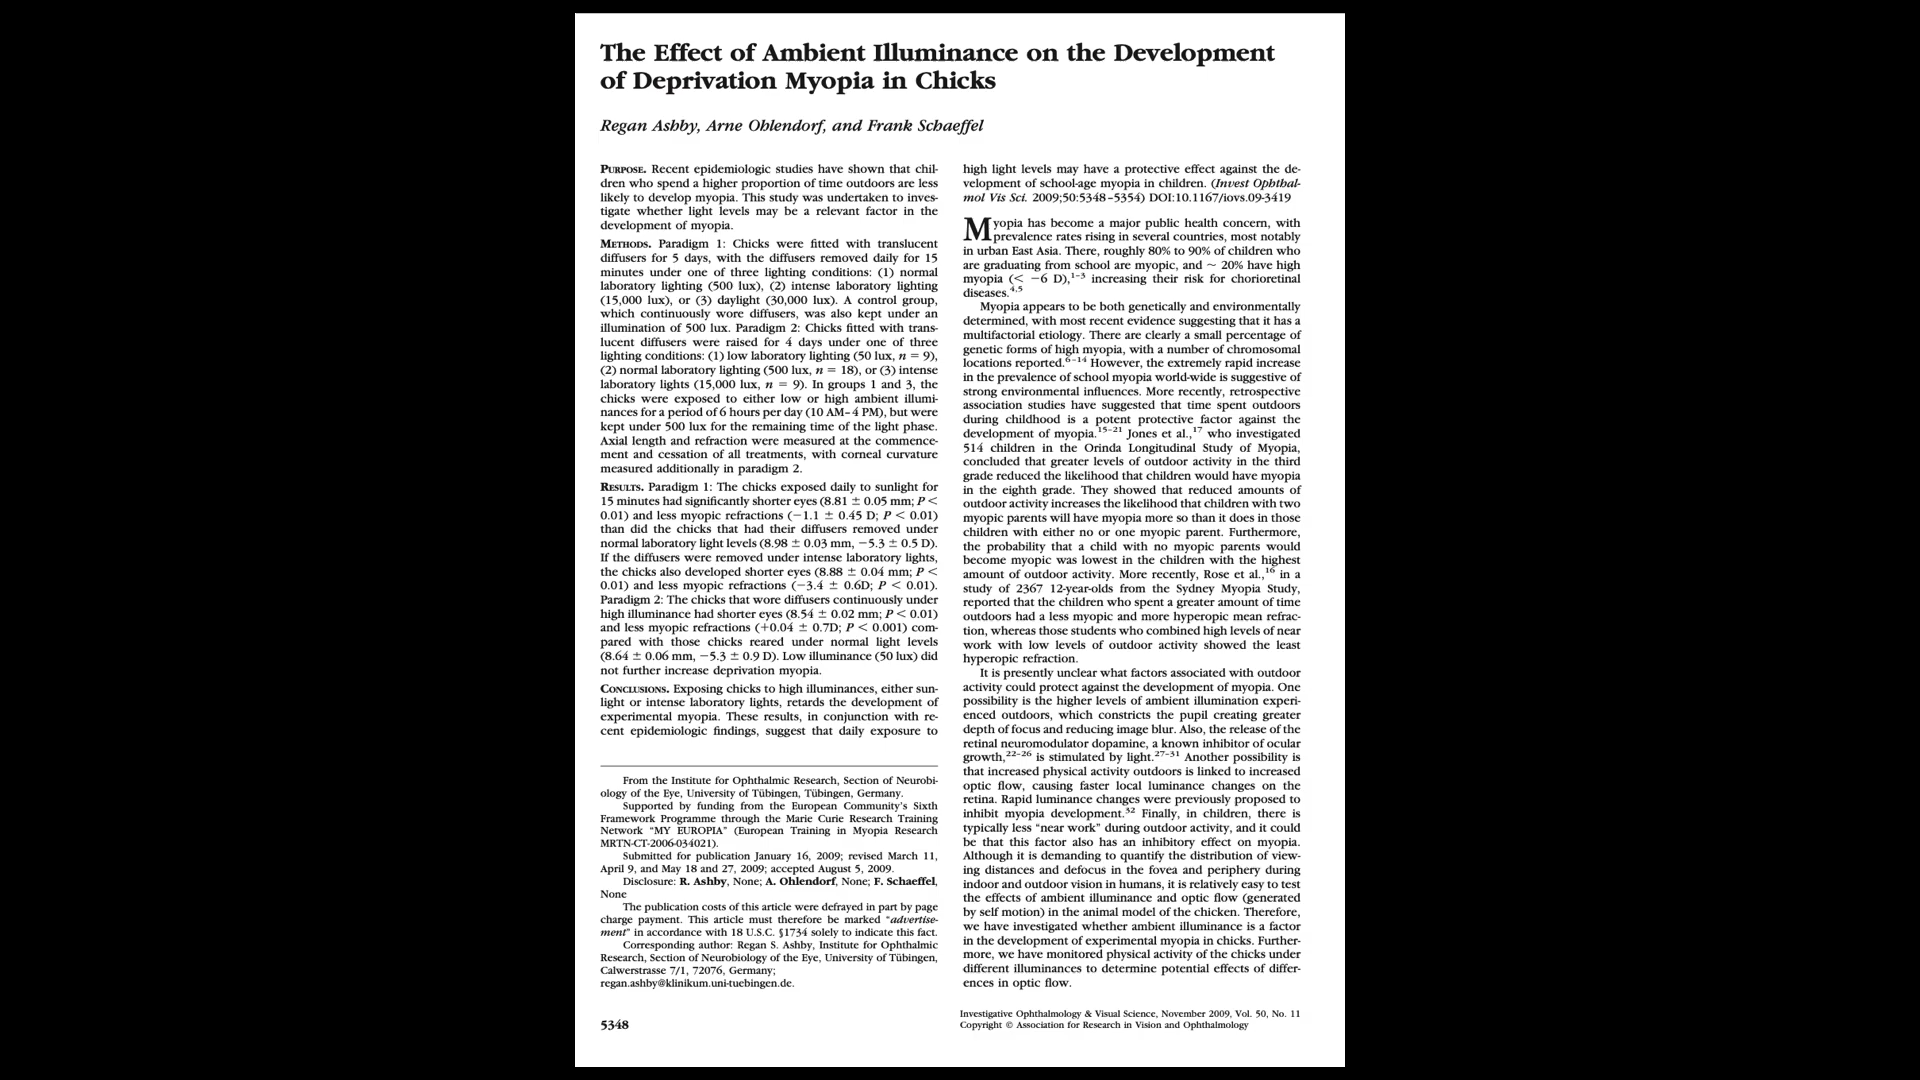 The Effect of Ambient Illuminance on the Development
of Deprivation Myopia in Chicks
Regan Ashby, Arne Ohlendorf, and Frank Schaeffel
PURPOSE. Recent epidemiologic studies have shown that chil-
dren who spend a higher proportion of time outdoors are less
likely to develop myopia. This study was undertaken to inves-
tigate whether light levels may be a relevant factor in the
development of myopia.
METHODS. Paradigm 1: Chicks were fitted with translucent
diffusers for 5 days, with the diffusers removed daily for 15
minutes under one of three lighting conditions: (1) normal
laboratory lighting (500 lux), (2) intense laboratory lighting
(15,000 lux), or (3) daylight (30,000 lux). A control group,
which continuously wore diffusers, was also kept under an
illumination of 500 lux. Paradigm 2: Chicks fitted with trans-
lucent diffusers were raised for 4 days under one of three
lighting conditions: (1) low laboratory lighting (50 lux, n = 9),
(2) normal laboratory lighting (500 lux, n = 18), or (3) intense
laboratory lights (15,000 lux, n = 9). In groups 1 and 3, the
chicks were exposed to either low or high ambient illumi-
nances for a period of 6 hours per day (10 AM–4 PM), but were
kept under 500 lux for the remaining time of the light phase.
Axial length and refraction were measured at the commence-
ment and cessation of all treatments, with corneal curvature
measured additionally in paradigm 2.
RESULTS. Paradigm 1: The chicks exposed daily to sunlight for
15 minutes had significantly shorter eyes (8.81 ± 0.05 mm; P <
0.01) and less myopic refractions (−1.1 ± 0.45 D; P < 0.01)
than did the chicks that had their diffusers removed under
normal laboratory light levels (8.98 ± 0.03 mm, −5.3 ± 0.5 D).
If the diffusers were removed under intense laboratory lights,
the chicks also developed shorter eyes (8.88 ± 0.04 mm; P <
0.01) and less myopic refractions (−3.4 ± 0.6D; P < 0.01).
Paradigm 2: The chicks that wore diffusers continuously under
high illuminance had shorter eyes (8.54 ± 0.02 mm; P < 0.01)
and less myopic refractions (+0.04 ± 0.7D; P < 0.001) com-
pared with those chicks reared under normal light levels
(8.64 ± 0.06 mm, −5.3 ± 0.9 D). Low illuminance (50 lux) did
not further increase deprivation myopia.
CONCLUSIONS. Exposing chicks to high illuminances, either sun-
light or intense laboratory lights, retards the development of
experimental myopia. These results, in conjunction with re-
cent epidemiologic findings, suggest that daily exposure to
high light levels may have a protective effect against the de-
velopment of school-age myopia in children. (Invest Ophthal-
mol Vis Sci. 2009;50:5348–5354) DOI:10.1167/iovs.09-3419
Myopia has become a major public health concern, with
prevalence rates rising in several countries, most notably
in urban East Asia. There, roughly 80% to 90% of children who
are graduating from school are myopic, and ~ 20% have high
myopia (< −6 D),1–3 increasing their risk for chorioretinal
diseases.4,5
Myopia appears to be both genetically and environmentally
determined, with most recent evidence suggesting that it has a
multifactorial etiology. There are clearly a small percentage of
genetic forms of high myopia, with a number of chromosomal
locations reported.6–14 However, the extremely rapid increase
in the prevalence of school myopia world-wide is suggestive of
strong environmental influences. More recently, retrospective
association studies have suggested that time spent outdoors
during childhood is a potent protective factor against the
development of myopia.15–21 Jones et al.,17 who investigated
514 children in the Orinda Longitudinal Study of Myopia,
concluded that greater levels of outdoor activity in the third
grade reduced the likelihood that children would have myopia
in the eighth grade. They showed that reduced amounts of
outdoor activity increases the likelihood that children with two
myopic parents will have myopia more so than it does in those
children with either no or one myopic parent. Furthermore,
the probability that a child with no myopic parents would
become myopic was lowest in the children with the highest
amount of outdoor activity. More recently, Rose et al.,16 in a
study of 2367 12-year-olds from the Sydney Myopia Study,
reported that the children who spent a greater amount of time
outdoors had a less myopic and more hyperopic mean refrac-
tion, whereas those students who combined high levels of near
work with low levels of outdoor activity showed the least
hyperopic refraction.
It is presently unclear what factors associated with outdoor
activity could protect against the development of myopia. One
possibility is the higher levels of ambient illumination experi-
enced outdoors, which constricts the pupil creating greater
depth of focus and reducing image blur. Also, the release of the
retinal neuromodulator dopamine, a known inhibitor of ocular
growth,22–26 is stimulated by light.27–31 Another possibility is
that increased physical activity outdoors is linked to increased
optic flow, causing faster local luminance changes on the
retina. Rapid luminance changes were previously proposed to
inhibit myopia development.32 Finally, in children, there is
typically less “near work” during outdoor activity, and it could
be that this factor also has an inhibitory effect on myopia.
Although it is demanding to quantify the distribution of view-
ing distances and defocus in the fovea and periphery during
indoor and outdoor vision in humans, it is relatively easy to test
the effects of ambient illuminance and optic flow (generated
by self motion) in the animal model of the chicken. Therefore,
we have investigated whether ambient illuminance is a factor
in the development of experimental myopia in chicks. Further-
more, we have monitored physical activity of the chicks under
different illuminances to determine potential effects of differ-
ences in optic flow.
From the Institute for Ophthalmic Research, Section of Neurobi-
ology of the Eye, University of Tübingen, Tübingen, Germany.
Supported by funding from the European Community’s Sixth
Framework Programme through the Marie Curie Research Training
Network “MY EUROPIA” (European Training in Myopia Research
MRTN-CT-2006-034021).
Submitted for publication January 16, 2009; revised March 11,
April 9, and May 18 and 27, 2009; accepted August 5, 2009.
Disclosure: R. Ashby, None; A. Ohlendorf, None; F. Schaeffel,
None
The publication costs of this article were defrayed in part by page
charge payment. This article must therefore be marked “advertise-
ment” in accordance with 18 U.S.C. §1734 solely to indicate this fact.
Corresponding author: Regan S. Ashby, Institute for Ophthalmic
Research, Section of Neurobiology of the Eye, University of Tübingen,
Calwerstrasse 7/1, 72076, Germany;
regan.ashby@klinikum.uni-tuebingen.de.
5348
Investigative Ophthalmology & Visual Science, November 2009, Vol. 50, No. 11
Copyright © Association for Research in Vision and Ophthalmology